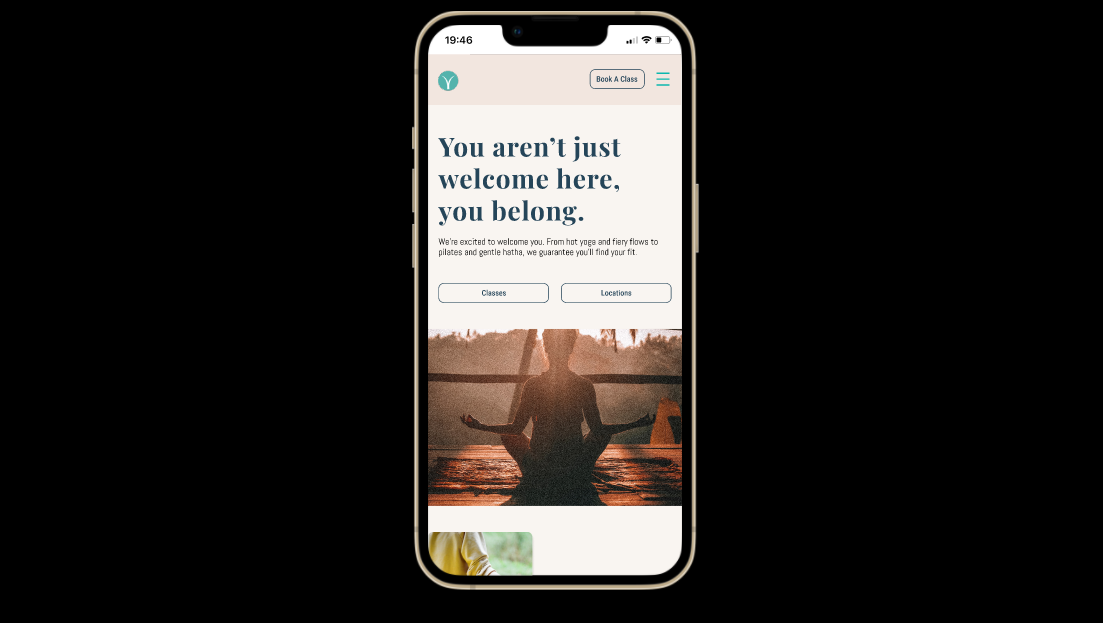 19:46
Book A Class
You aren’t just
welcome here,
you belong.
We're excited to welcome you. From hot yoga and fiery flows to
pilates and gentle hatha, we guarantee you'll find your fit.
Classes
Locations